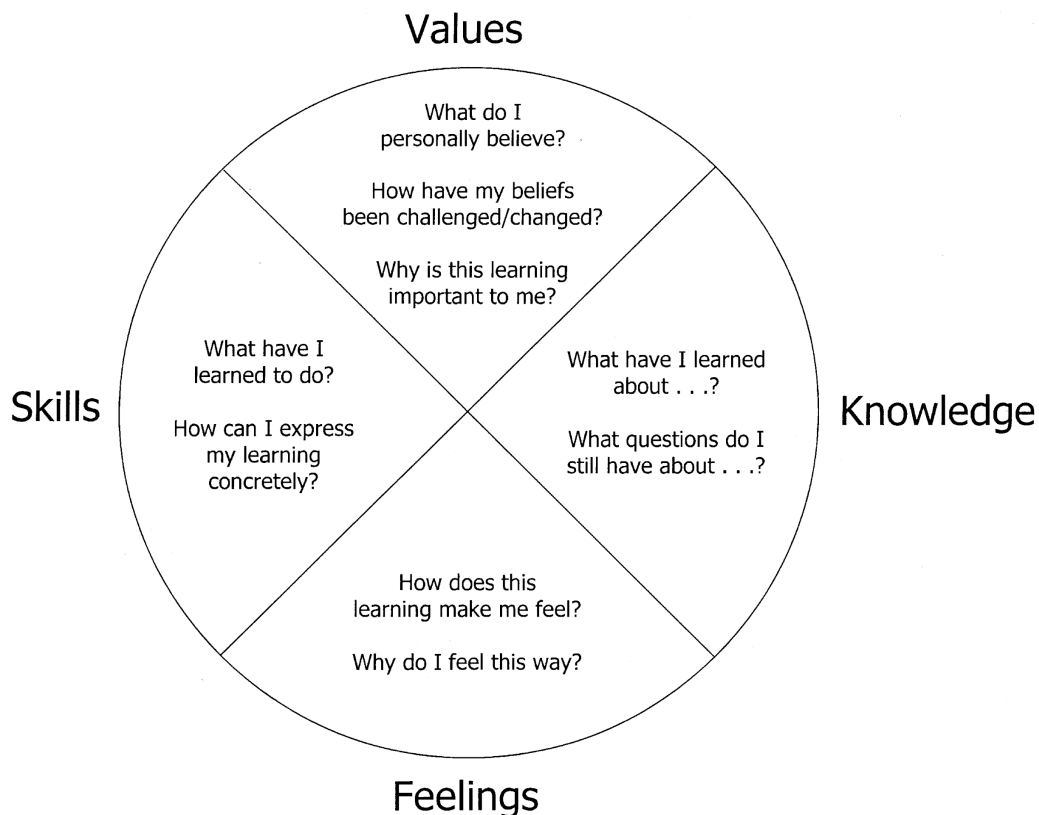 Values
What do I
personally believe?
How have my beliefs
been challenged/changed?
Why is this learning
important to me?
Skills
What have I
learned to do?
How can I express
my learning
concretely?
What have I learned
about . . .?
What questions do I
still have about . . .?
Knowledge
How does this
learning make me feel?
Why do I feel this way?
Feelings